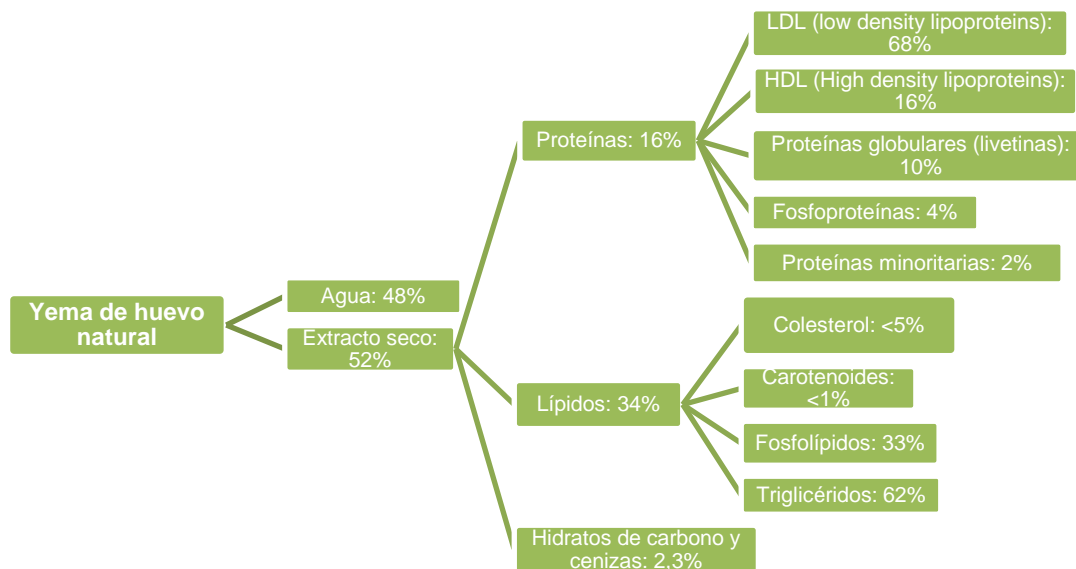 Yema de huevo
natural
Agua: 48%
Extracto seco:
52%
Proteínas: 16%
LDL (low density lipoproteins):
68%
HDL (High density lipoproteins):
16%
Proteínas globulares (livetinas):
10%
Fosfoproteínas: 4%
Proteínas minoritarias: 2%
Lípidos: 34%
Colesterol: <5%
Carotenoides:
<1%
Fosfolípidos: 33%
Triglicéridos: 62%
Hidratos de carbono y
cenizas: 2,3%